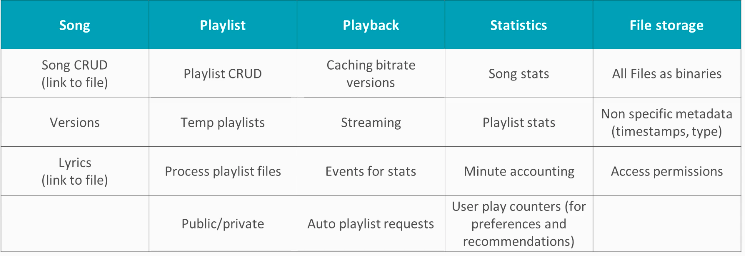 Song Playlist Playback Statistics File storage
Song CRUD
(link to file)
Playlist CRUD
Caching bitrate
versions
Song stats
All Files as binaries
Versions
Temp playlists
Streaming
Playlist stats
Non specific metadata
(timestamps, type)
Lyrics
(link to file)
Process playlist files
Events for stats
Minute accounting
Access permissions
Public/private
Auto playlist requests
User play counters (for
preferences and
recommendations)